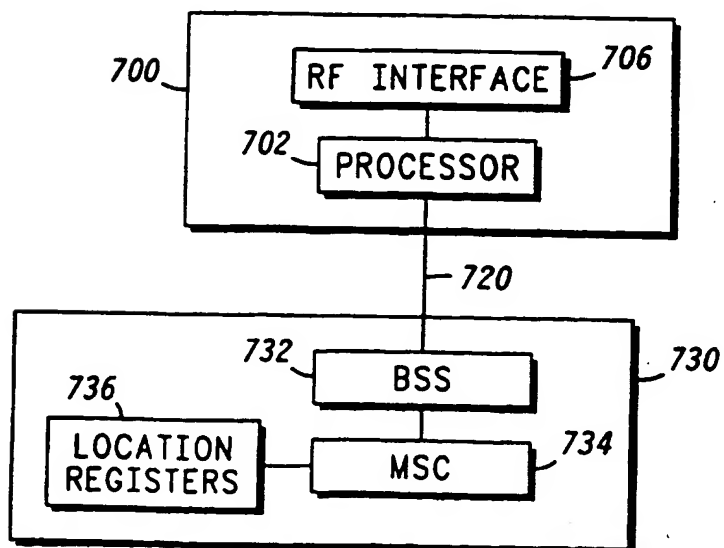 700
RF INTERFACE
706
702
PROCESSOR
720
732
BSS
730
736
LOCATION
REGISTERS
MSC
734